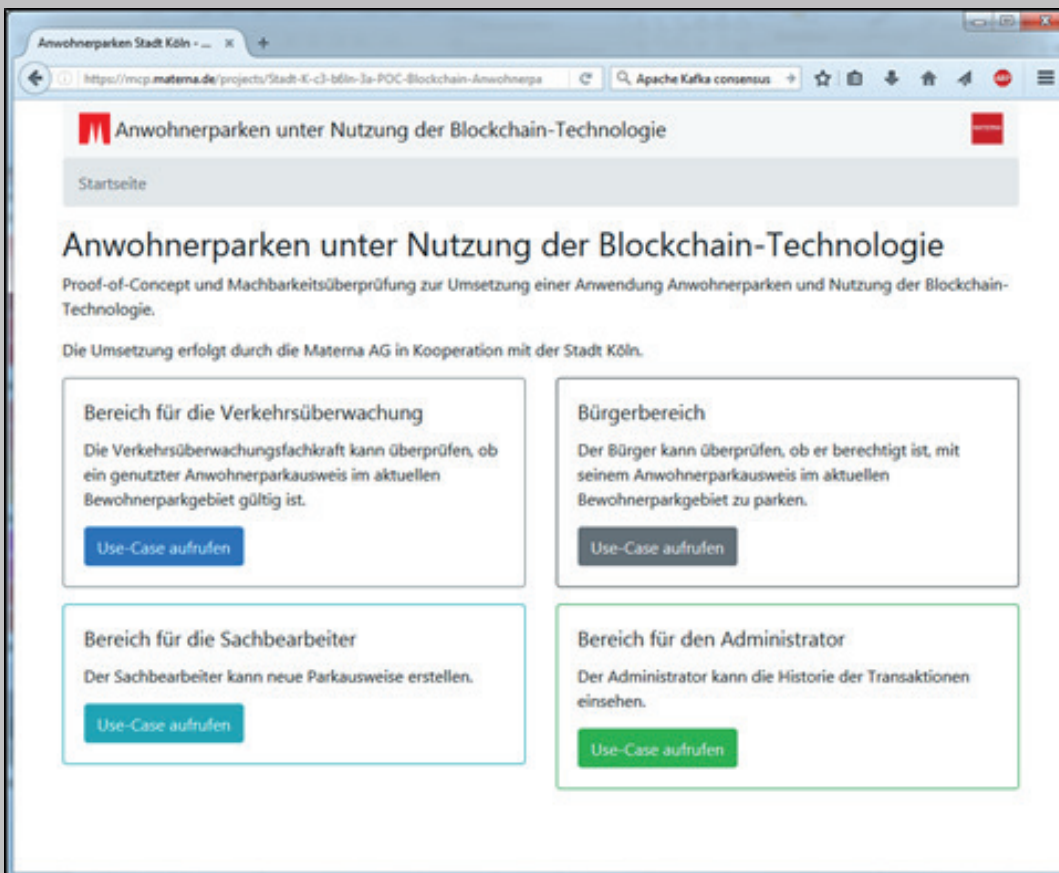 Anwohnerparken Stadt Köln - ...
https://mcp.materna.de/projects/Stadt-K-c3-b6ln-3a-POC-Blockchain-Anwohnerpa
Apache Kafka consensus
ABP
Anwohnerparken unter Nutzung der Blockchain-Technologie
MATERNA
Startseite
Anwohnerparken unter Nutzung der Blockchain-Technologie
Proof-of-Concept und Machbarkeitsüberprüfung zur Umsetzung einer Anwendung Anwohnerparken und Nutzung der Blockchain-
Technologie.
Die Umsetzung erfolgt durch die Materna AG in Kooperation mit der Stadt Köln.
Bereich für die Verkehrsüberwachung
Die Verkehrsüberwachungsfachkraft kann überprüfen, ob
ein genutzter Anwohnerparkausweis im aktuellen
Bewohnerparkgebiet gültig ist.
Use-Case aufrufen
Bürgerbereich
Der Bürger kann überprüfen, ob er berechtigt ist, mit
seinem Anwohnerparkausweis im aktuellen
Bewohnerparkgebiet zu parken.
Use-Case aufrufen
Bereich für die Sachbearbeiter
Der Sachbearbeiter kann neue Parkausweise erstellen.
Use-Case aufrufen
Bereich für den Administrator
Der Administrator kann die Historie der Transaktionen
einsehen.
Use-Case aufrufen